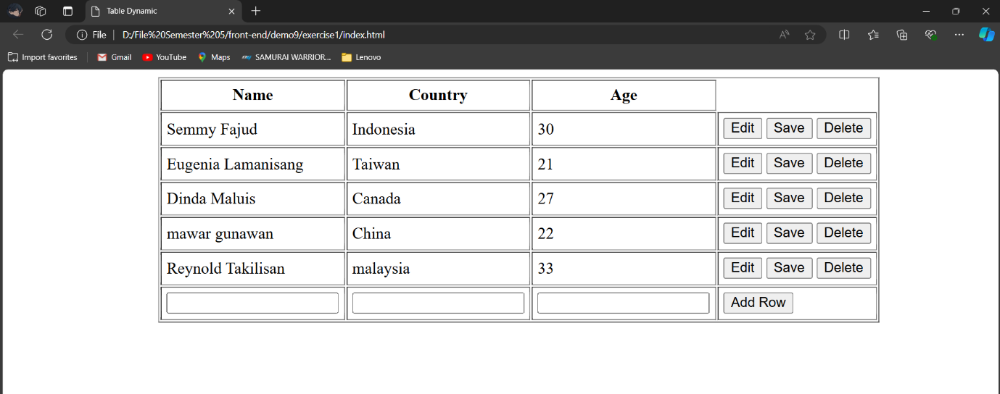 Table Dynamic
File D:/File%20Semester%205/front-end/demo9/exercise1/index.html
Import favorites Gmail YouTube Maps SAMURAI WARRIOR... Lenovo
Name Country Age
Semmy Fajud Indonesia 30 Edit Save Delete
Eugenia Lamanisang Taiwan 21 Edit Save Delete
Dinda Maluis Canada 27 Edit Save Delete
mawar gunawan China 22 Edit Save Delete
Reynold Takilisan malaysia 33 Edit Save Delete
Add Row